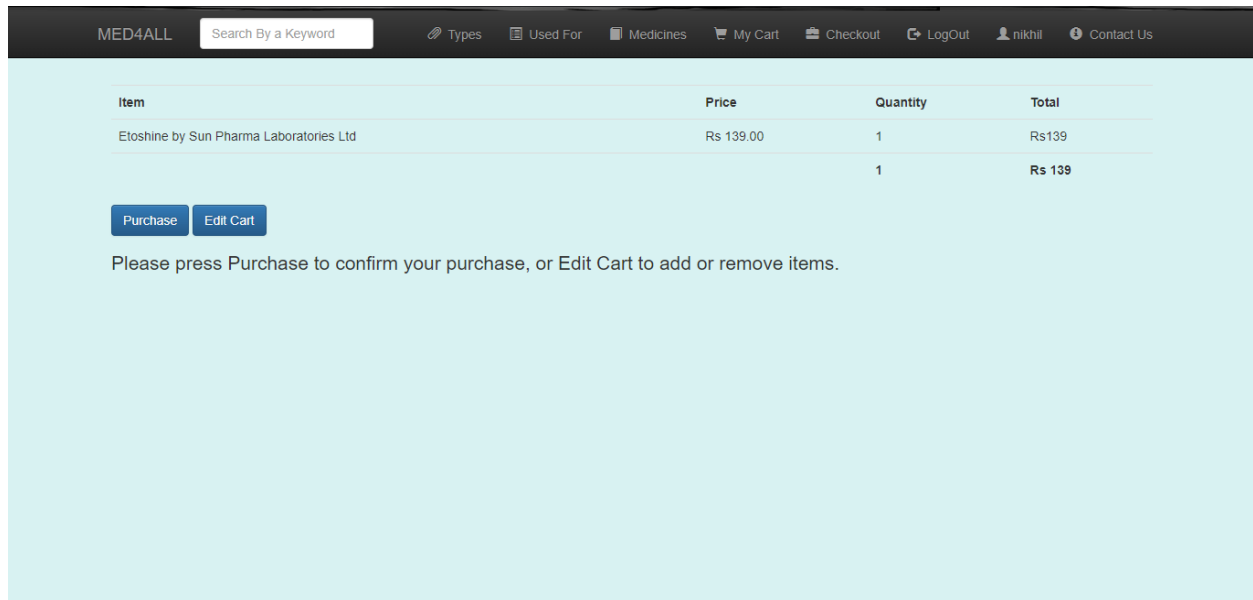 MED4ALL Search By a Keyword Types Used For Medicines My Cart Checkout LogOut nikhil Contact Us
Item Price Quantity Total
Etoshine by Sun Pharma Laboratories Ltd Rs 139.00 1 Rs139
1 Rs 139
Purchase Edit Cart
Please press Purchase to confirm your purchase, or Edit Cart to add or remove items.